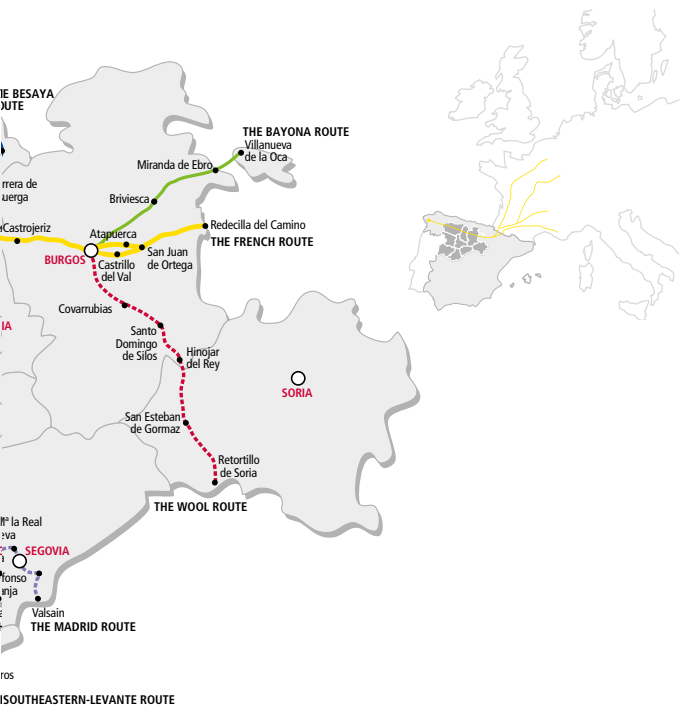 BESAYA
THE BAYONA ROUTE
Villanueva
de la Oca
Miranda de Ebro
rrera de
Briviesca
Castrojeriz
Atapuerca
Redecilla del Camino
THE FRENCH ROUTE
BURGOS
San Juan
de Ortega
Castrillo
del Val
Covarrubias
Santo
Domingo
de Silos
Hinojar
del Rey
SORIA
San Esteban
de Gormaz
Retortillo
de Soria
THE WOOL ROUTE
la Real
SEGOVIA
Valsain
THE MADRID ROUTE
ros
SOUTHEASTERN-LEVANTE ROUTE